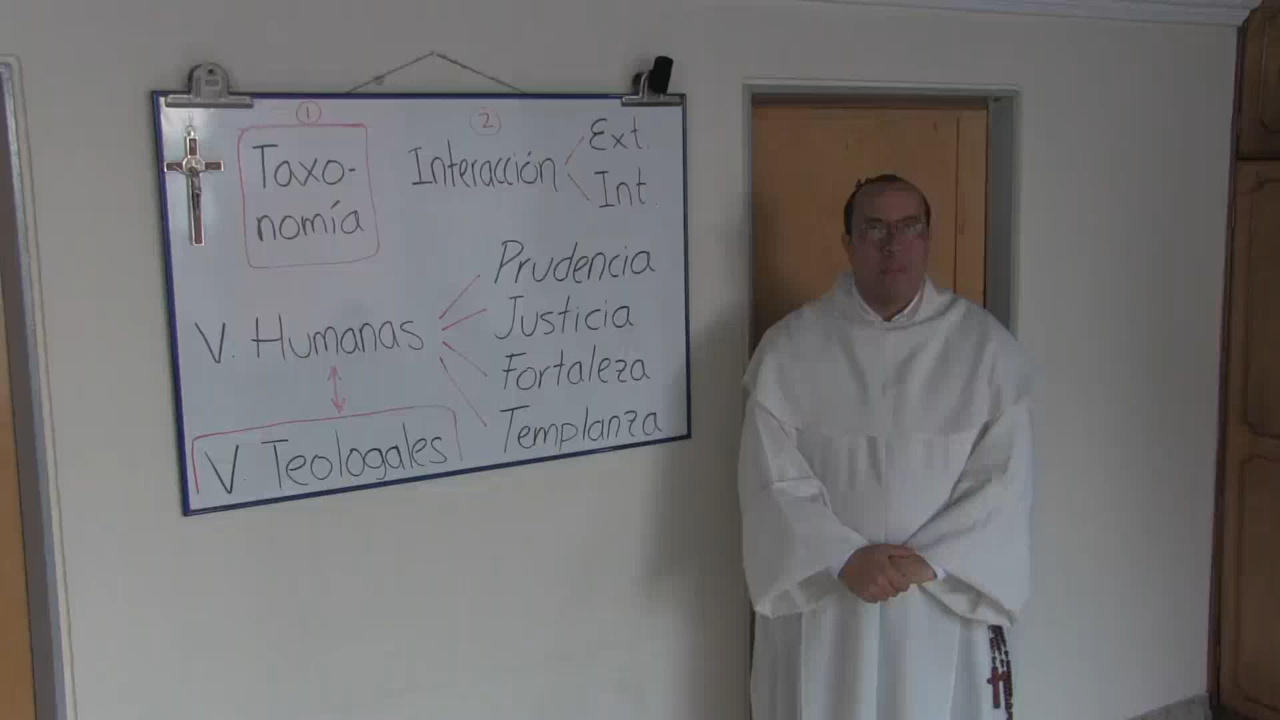 ①
Taxo-
nomía
②
Interacción
Ext.
Int.
V. Humanas
Prudencia
Justicia
Fortaleza
Templanza
V. Teologales